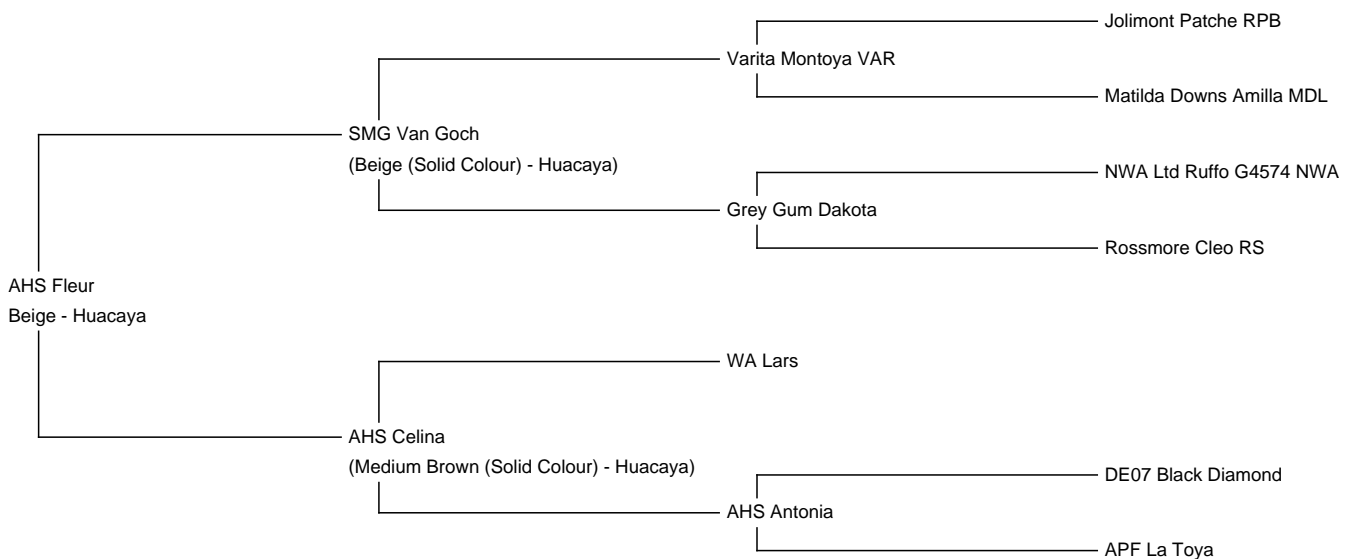 Jolimont Patche RPB
Varita Montoya VAR
Matilda Downs Amilla MDL
SMG Van Goch
(Beige (Solid Colour) - Huacaya)
NWA Ltd Ruffo G4574 NWA
Grey Gum Dakota
Rossmore Cleo RS
AHS Fleur
Beige - Huacaya
WA Lars
AHS Celina
(Medium Brown (Solid Colour) - Huacaya)
DE07 Black Diamond
AHS Antonia
APF La Toya